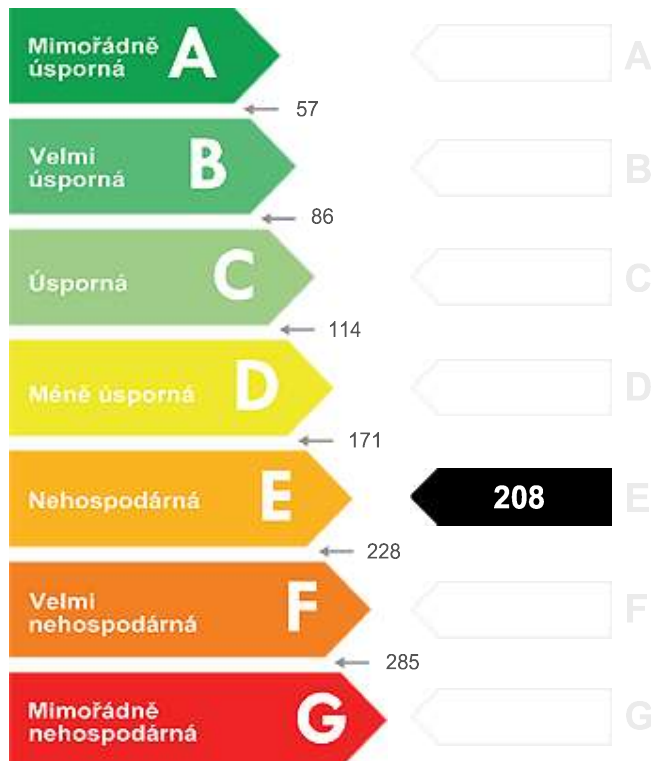 Mimořádně
úsporná
A
A
57
Velmi
úsporná
B
B
86
Úsporná
C
C
114
Méně úsporná
D
D
171
Nehospodárná
E
208
E
228
Velmi
nehospodárná
F
F
285
Mimořádně
nehospodárná
G
G